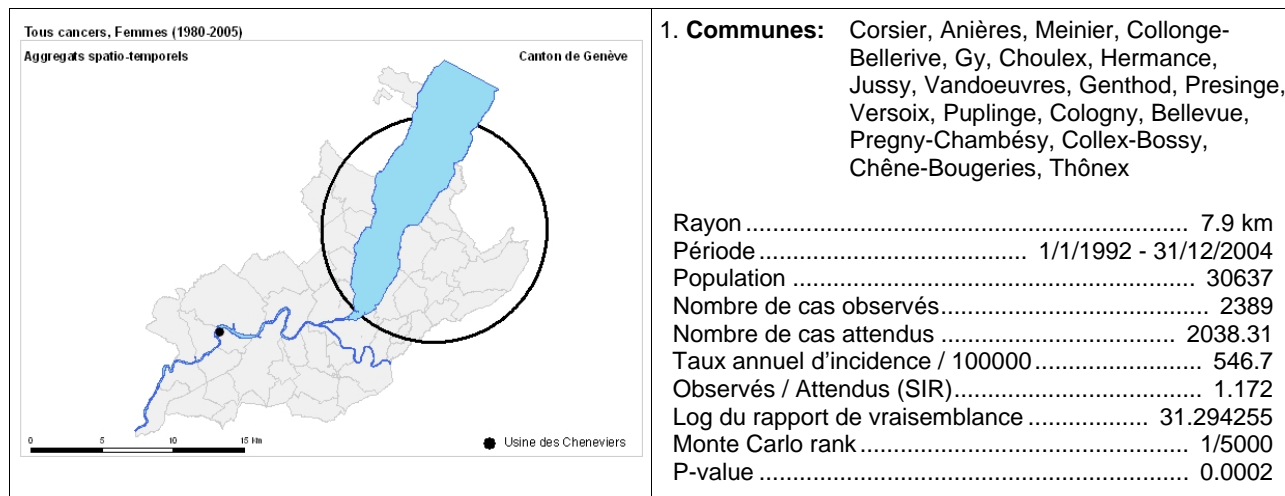 Tous cancers, Femmes (1980-2005)
Aggregats spatio-temporels
Canton de Genève
0 5 10 15 Km
Usine des Cheneviers
1. Communes: Corsier, Anières, Meinier, Collonge-
Bellerive, Gy, Choulex, Hermance,
Jussy, Vandoeuvres, Genthod, Presinge,
Versoix, Puplinge, Cologny, Bellevue,
Pregny-Chambésy, Collex-Bossy,
Chêne-Bougeries, Thônex
Rayon ................................................................ 7.9 km
Période ...................................... 1/1/1992 - 31/12/2004
Population ............................................................ 30637
Nombre de cas observés.......................................... 2389
Nombre de cas attendus ................................... 2038.31
Taux annuel d'incidence / 100000........................ 546.7
Observés / Attendus (SIR)...................................... 1.172
Log du rapport de vraisemblance .................. 31.294255
Monte Carlo rank ................................................. 1/5000
P-value ................................................................. 0.0002